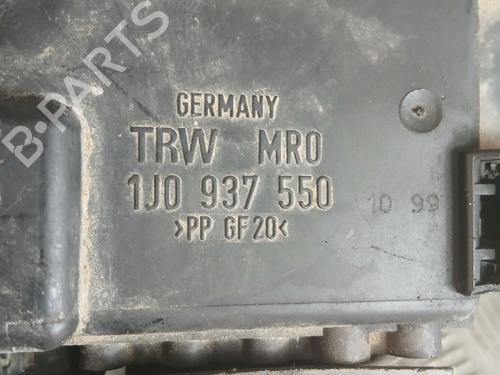 B-PARTS
GERMANY
TRW MRO
1J0 937 550
10 99
>PP GF20<